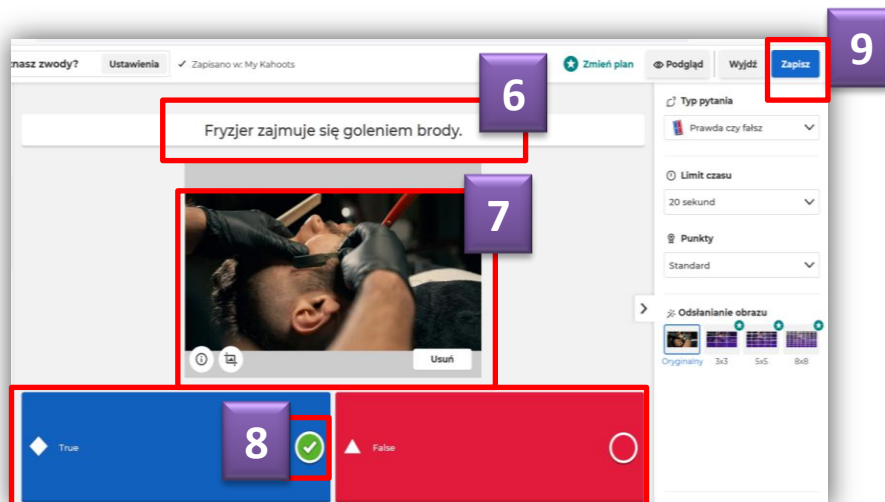 9
nasz zwody? Ustawienia ✓ Zapisano w: My Kahoots Zmień plan Podgląd Wyjdź Zapisz
6
Typ pytania
Prawda czy fałsz
Fryzjer zajmuje się goleniem brody.
Limit czasu
20 sekund
7
Punkty
Standard
Odsłanianie obrazu
Usuń
Oryginalny 3x3 5x5 8x8
True 8 False